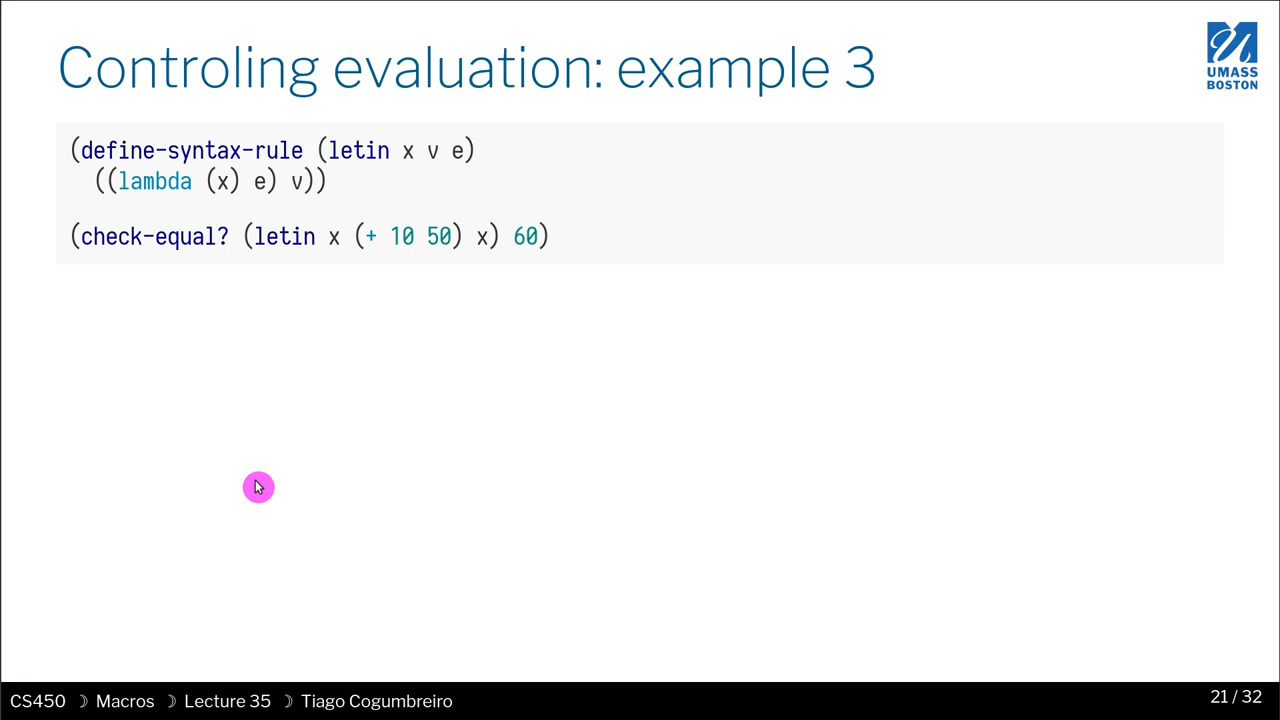 Controling evaluation: example 3
UMASS
BOSTON
(define-syntax-rule (letin x v e)
  ((lambda (x) e) v))
(check-equal? (letin x (+ 10 50) x) 60)
CS450 ☽ Macros ☽ Lecture 35 ☽ Tiago Cogumbreiro
21 / 32